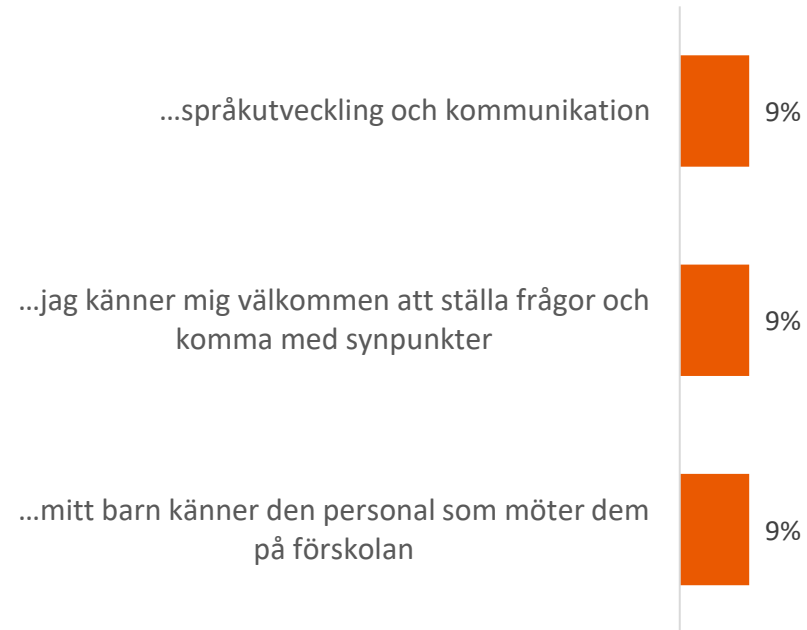 ...språkutveckling och kommunikation
9%
...jag känner mig välkommen att ställa frågor och
komma med synpunkter
9%
...mitt barn känner den personal som möter dem
på förskolan
9%